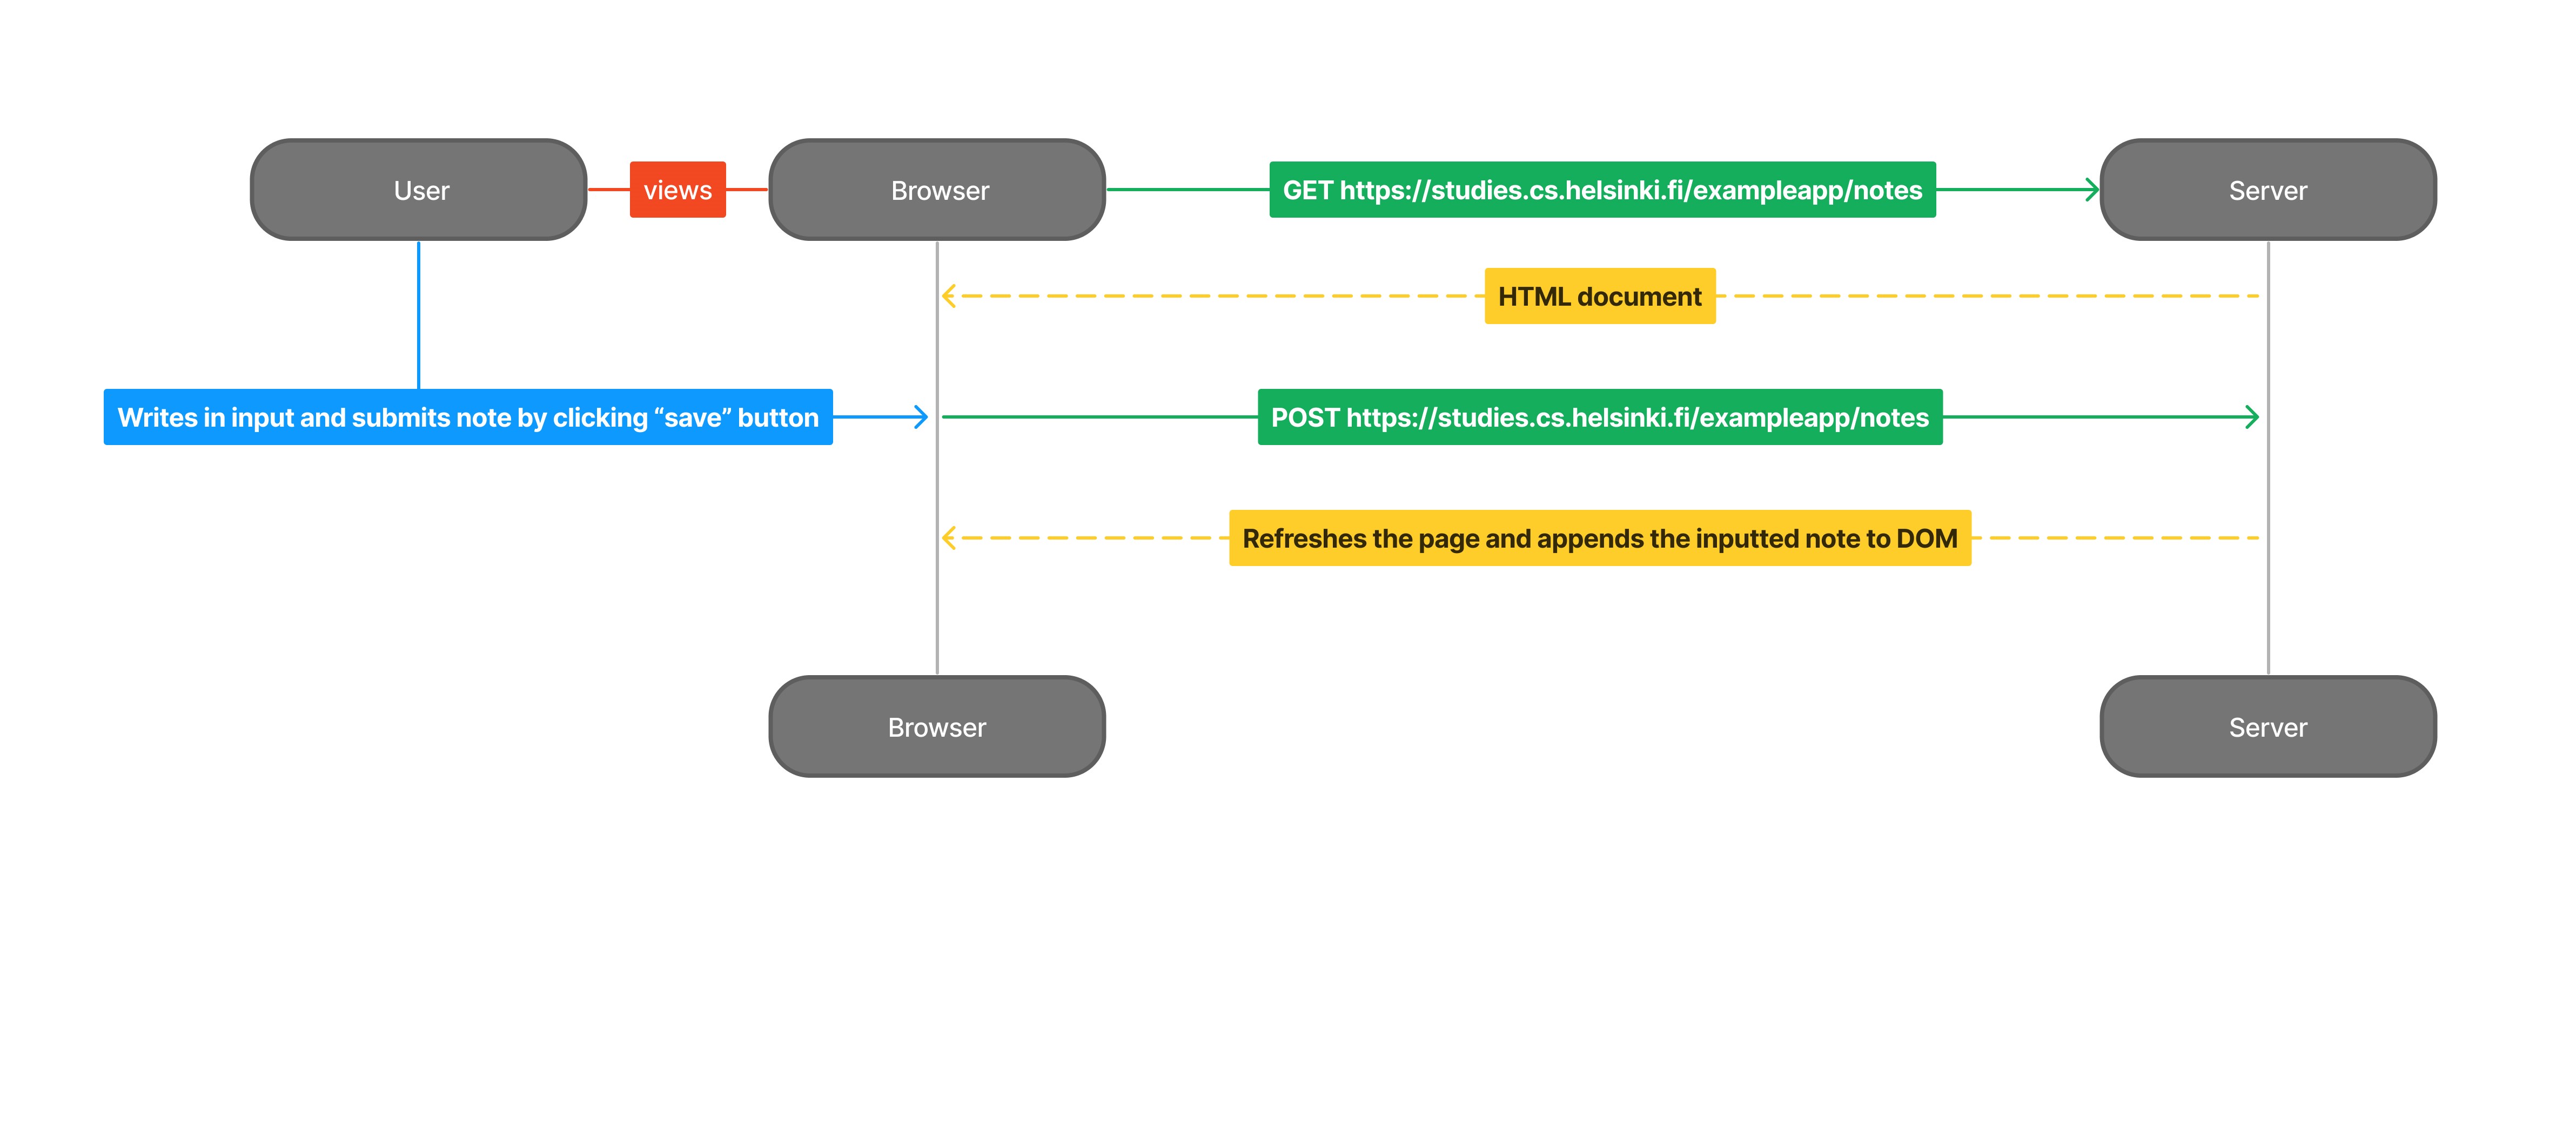 User
views
Browser
GET https://studies.cs.helsinki.fi/exampleapp/notes
Server
HTML document
Writes in input and submits note by clicking “save” button
POST https://studies.cs.helsinki.fi/exampleapp/notes
Refreshes the page and appends the inputted note to DOM
Browser
Server